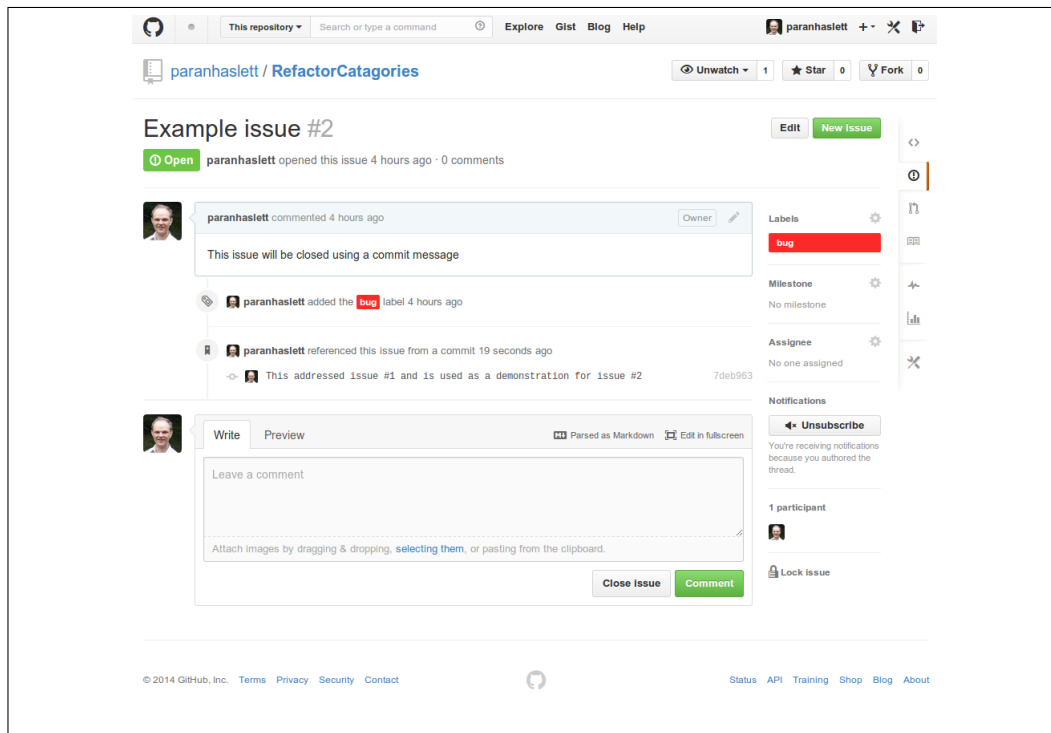 This repository Search or type a command Explore Gist Blog Help paranhaslett
paranhaslett / RefactorCatagories Unwatch 1 Star 0 Fork 0
Example issue #2 Edit New Issue
Open paranhaslett opened this issue 4 hours ago · 0 comments
paranhaslett commented 4 hours ago Owner
This issue will be closed using a commit message
paranhaslett added the bug label 4 hours ago
paranhaslett referenced this issue from a commit 19 seconds ago
This addressed issue #1 and is used as a demonstration for issue #2 7deb963
Labels
bug
Milestone
No milestone
Assignee
No one assigned
Notifications
Unsubscribe
You're receiving notifications
because you authored the
thread.
1 participant
Lock issue
Write Preview Parsed as Markdown Edit in fullscreen
Leave a comment
Attach images by dragging & dropping, selecting them, or pasting from the clipboard.
Close issue Comment
© 2014 GitHub, Inc. Terms Privacy Security Contact Status API Training Shop Blog About